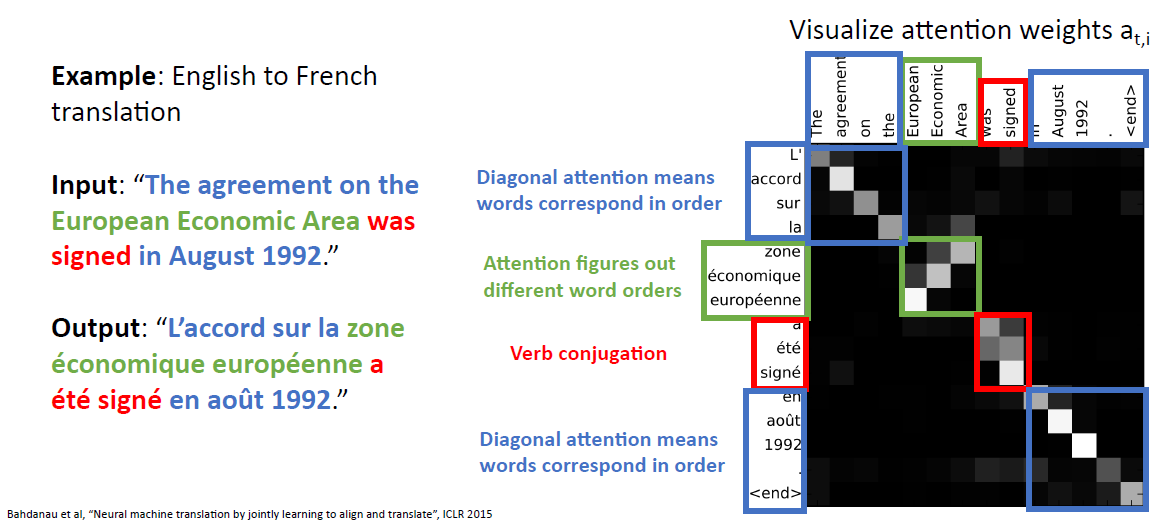 Visualize attention weights a_{t,i}
Example: English to French
translation
Input: “The agreement on the
European Economic Area was
signed in August 1992.”
Output: “L’accord sur la zone
économique européenne a
été signé en août 1992.”
Diagonal attention means
words correspond in order
Attention figures out
different word orders
Verb conjugation
Diagonal attention means
words correspond in order
The
agreement
on
the
European
Economic
Area
was
signed
in
August
1992
.
<end>
L'
accord
sur
la
zone
économique
européenne
a
été
signé
en
août
1992
.
<end>
Bahdanau et al, “Neural machine translation by jointly learning to align and translate”, ICLR 2015